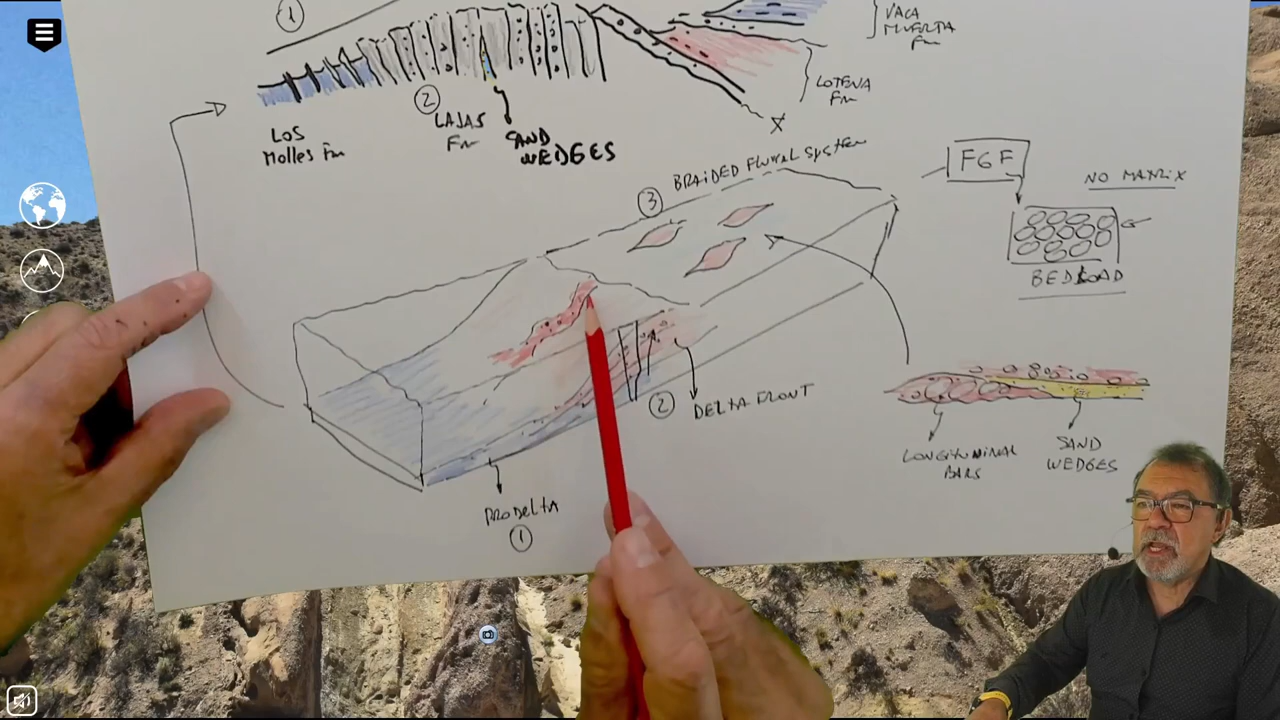 1
VACA
MUERTA
Fm
LOTENA
Fm
2
LAJAS
Fm
SAND
WEDGES
LOS
Molles Fm
X
3
BRAIDED FLUVIAL SYSTEM
FGF
NO MATRIX
BEDLOAD
2
DELTA FRONT
LONGITUDINAL
BARS
SAND
WEDGES
PRODELTA
1